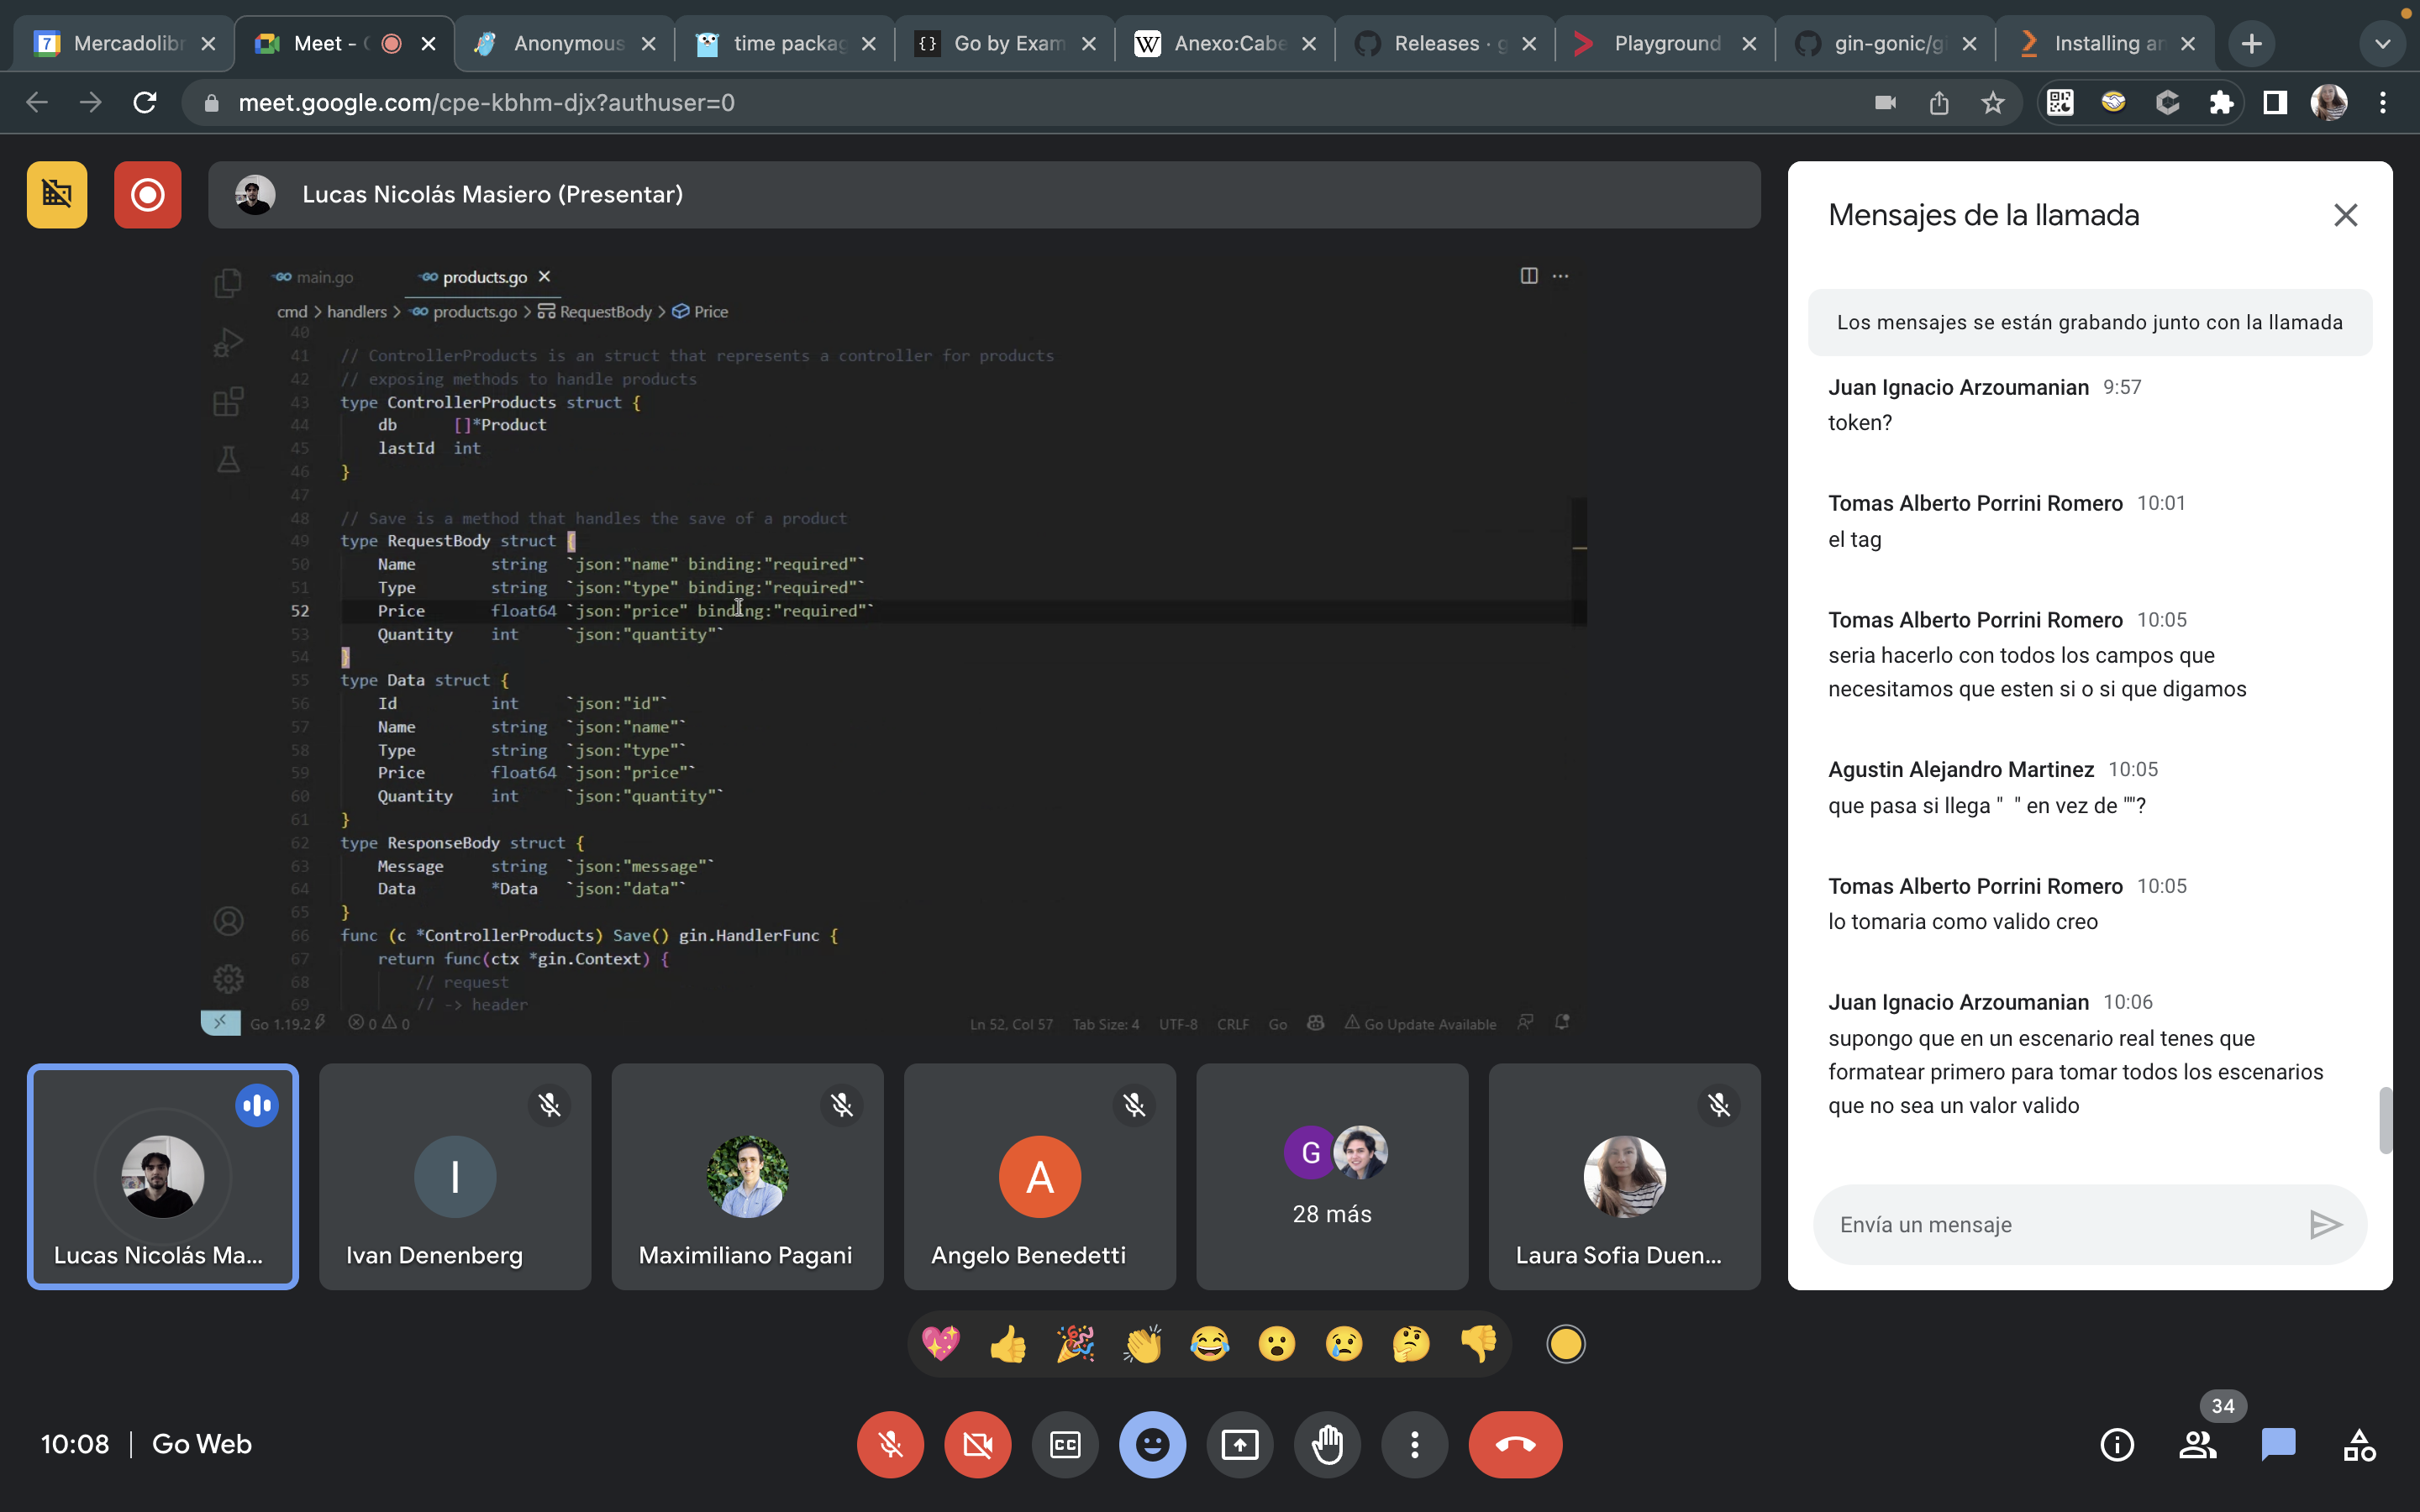 Mercadolibr
Meet - (
Anonymous
time packag
Go by Exam
Anexo:Cabe
Releases · g
Playground
gin-gonic/gi
Installing an
meet.google.com/cpe-kbhm-djx?authuser=0
Lucas Nicolás Masiero (Presentar)
main.go
products.go
cmd > handlers > products.go > RequestBody > Price
40
41 // ControllerProducts is an struct that represents a controller for products
42 // exposing methods to handle products
43 type ControllerProducts struct {
44 db []*Product
45 lastId int
46 }
47
48 // Save is a method that handles the save of a product
49 type RequestBody struct {
50 Name string `json:"name" binding:"required"`
51 Type string `json:"type" binding:"required"`
52 Price float64 `json:"price" binding:"required"`
53 Quantity int `json:"quantity"`
54 }
55 type Data struct {
56 Id int `json:"id"`
57 Name string `json:"name"`
58 Type string `json:"type"`
59 Price float64 `json:"price"`
60 Quantity int `json:"quantity"`
61 }
62 type ResponseBody struct {
63 Message string `json:"message"`
64 Data *Data `json:"data"`
65 }
66 func (c *ControllerProducts) Save() gin.HandlerFunc {
67 return func(ctx *gin.Context) {
68 // request
69 // -> header
Go 1.19.2
0 0
Ln 52, Col 57
Tab Size: 4
UTF-8
CRLF
Go
Go Update Available
Mensajes de la llamada
Los mensajes se están grabando junto con la llamada
Juan Ignacio Arzoumanian 9:57
token?
Tomas Alberto Porrini Romero 10:01
el tag
Tomas Alberto Porrini Romero 10:05
seria hacerlo con todos los campos que
necesitamos que esten si o si que digamos
Agustin Alejandro Martinez 10:05
que pasa si llega "  " en vez de ""?
Tomas Alberto Porrini Romero 10:05
lo tomaria como valido creo
Juan Ignacio Arzoumanian 10:06
supongo que en un escenario real tenes que
formatear primero para tomar todos los escenarios
que no sea un valor valido
Envía un mensaje
Lucas Nicolás Ma...
I
Ivan Denenberg
Maximiliano Pagani
A
Angelo Benedetti
G
28 más
Laura Sofia Duen...
10:08 | Go Web
34